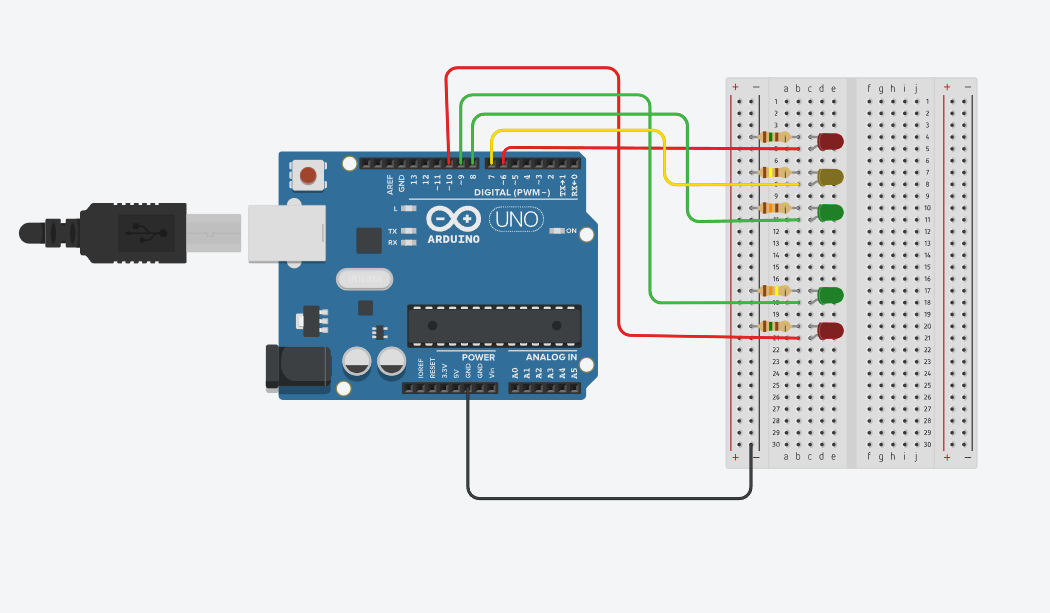 AREF
GND
13
12
~11
~10
~9
8
7
~6
~5
4
~3
2
TX→1
RX←0
DIGITAL (PWM~)
L
TX
RX
UNO
ARDUINO
ON
POWER
ANALOG IN
IOREF
RESET
3.3V
5V
GND
GND
Vin
A0
A1
A2
A3
A4
A5
+ − a b c d e f g h i j + −
1 1
2 2
3 3
4 4
5 5
6 6
7 7
8 8
9 9
10 10
11
12 12
13 13
14 14
15 15
16 16
17 17
18 18
19 19
20 20
21 21
22 22
23 23
24 24
25 25
26 26
27 27
28 28
29 29
30 30
+ − a b c d e f g h i j + −